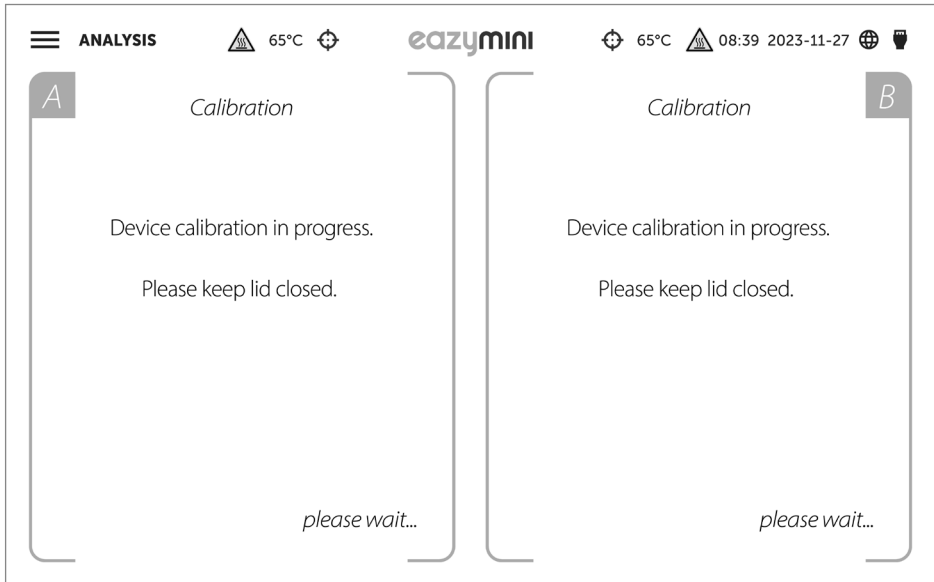 ANALYSIS 65°C eazymini 65°C 08:39 2023-11-27
A
Calibration
Device calibration in progress.
Please keep lid closed.
please wait...
B
Calibration
Device calibration in progress.
Please keep lid closed.
please wait...